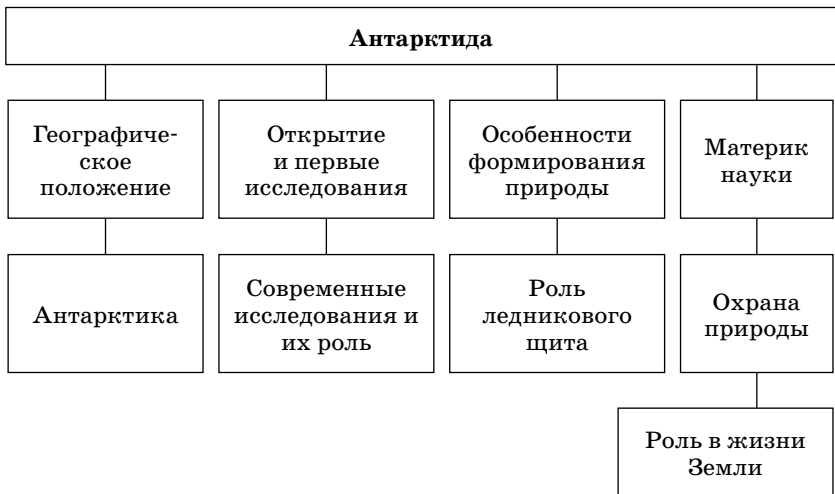 Антарктида
Географиче-
ское
положение
Открытие
и первые
исследования
Особенности
формирования
природы
Материк
науки
Антарктика
Современные
исследования и
их роль
Роль
ледникового
щита
Охрана
природы
Роль в жизни
Земли